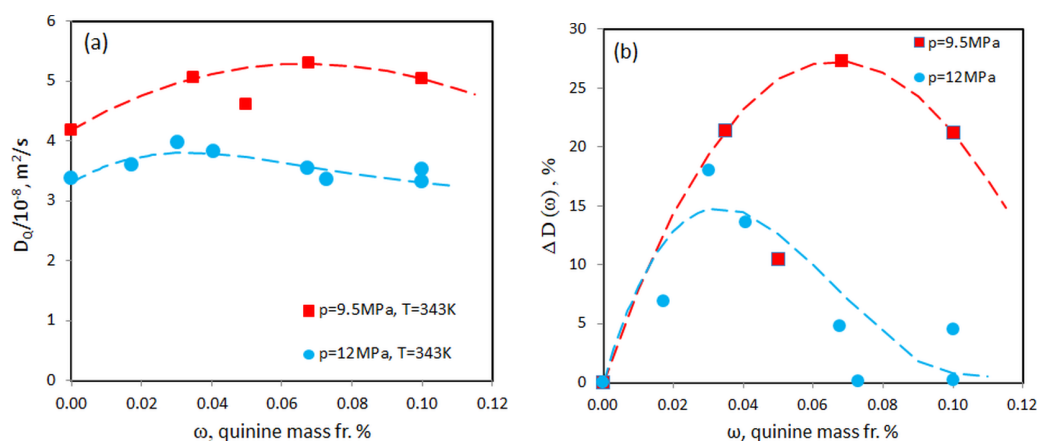 (a)
6
5
4
3
2
1
0
D_Q/10⁻⁸, m²/s
p=9.5MPa, T=343K
p=12MPa, T=343K
0.00 0.02 0.04 0.06 0.08 0.10 0.12
ω, quinine mass fr. %
(b)
30
25
20
15
10
5
0
Δ D (ω) , %
p=9.5MPa
p=12MPa
0.00 0.02 0.04 0.06 0.08 0.10 0.12
ω, quinine mass fr. %